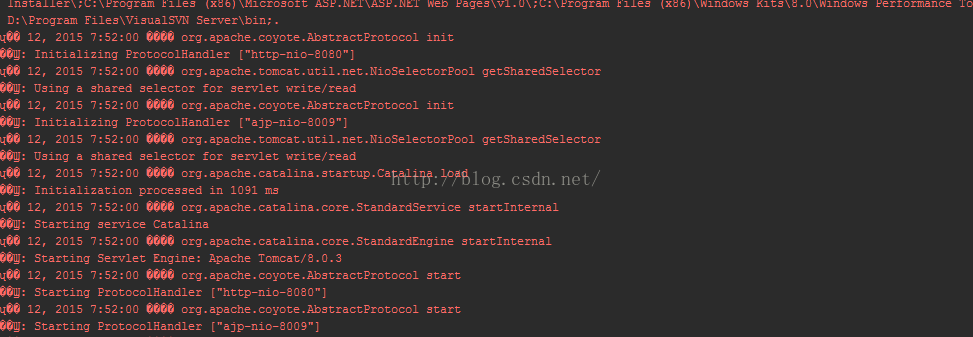 Installer\;C:\Program Files (x86)\Microsoft ASP.NET\ASP.NET Web Pages\v1.0\;C:\Program Files (x86)\Windows Kits\8.0\Windows Performance To
D:\Program Files\VisualSVN Server\bin;.
ɥ�� 12, 2015 7:52:00 ���� org.apache.coyote.AbstractProtocol init
��Ϣ: Initializing ProtocolHandler ["http-nio-8080"]
ɥ�� 12, 2015 7:52:00 ���� org.apache.tomcat.util.net.NioSelectorPool getSharedSelector
��Ϣ: Using a shared selector for servlet write/read
ɥ�� 12, 2015 7:52:00 ���� org.apache.coyote.AbstractProtocol init
��Ϣ: Initializing ProtocolHandler ["ajp-nio-8009"]
ɥ�� 12, 2015 7:52:00 ���� org.apache.tomcat.util.net.NioSelectorPool getSharedSelector
��Ϣ: Using a shared selector for servlet write/read
ɥ�� 12, 2015 7:52:00 ���� org.apache.catalina.startup.Catalina load
http://blog.csdn.net/
��Ϣ: Initialization processed in 1091 ms
ɥ�� 12, 2015 7:52:00 ���� org.apache.catalina.core.StandardService startInternal
��Ϣ: Starting service Catalina
ɥ�� 12, 2015 7:52:00 ���� org.apache.catalina.core.StandardEngine startInternal
��Ϣ: Starting Servlet Engine: Apache Tomcat/8.0.3
ɥ�� 12, 2015 7:52:00 ���� org.apache.coyote.AbstractProtocol start
��Ϣ: Starting ProtocolHandler ["http-nio-8080"]
ɥ�� 12, 2015 7:52:00 ���� org.apache.coyote.AbstractProtocol start
��Ϣ: Starting ProtocolHandler ["ajp-nio-8009"]